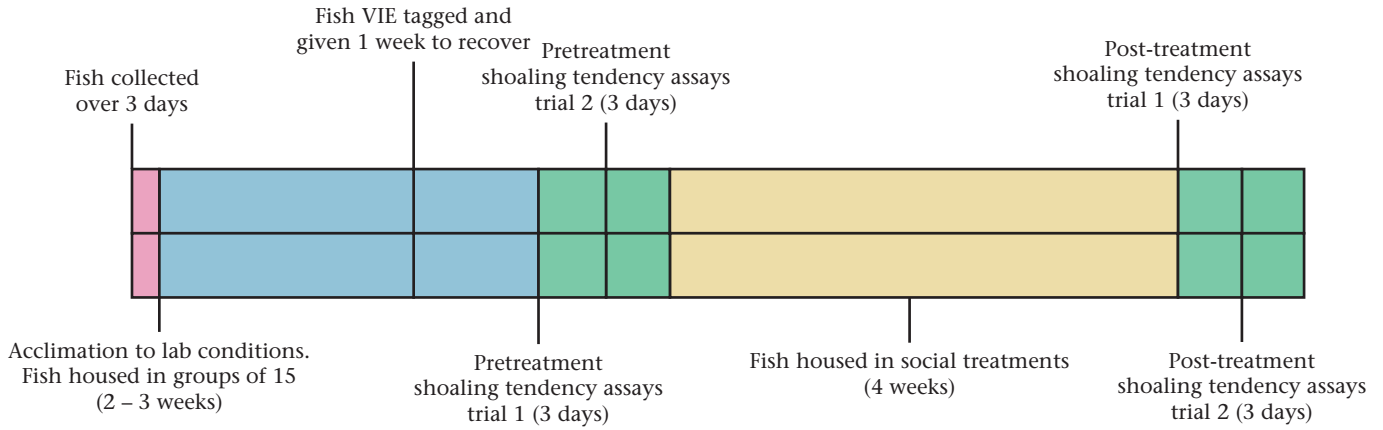 Fish VIE tagged and
given 1 week to recover
Pretreatment
shoaling tendency assays
trial 2 (3 days)
Post-treatment
shoaling tendency assays
trial 1 (3 days)
Fish collected
over 3 days
Acclimation to lab conditions.
Fish housed in groups of 15
(2 – 3 weeks)
Pretreatment
shoaling tendency assays
trial 1 (3 days)
Fish housed in social treatments
(4 weeks)
Post-treatment
shoaling tendency assays
trial 2 (3 days)